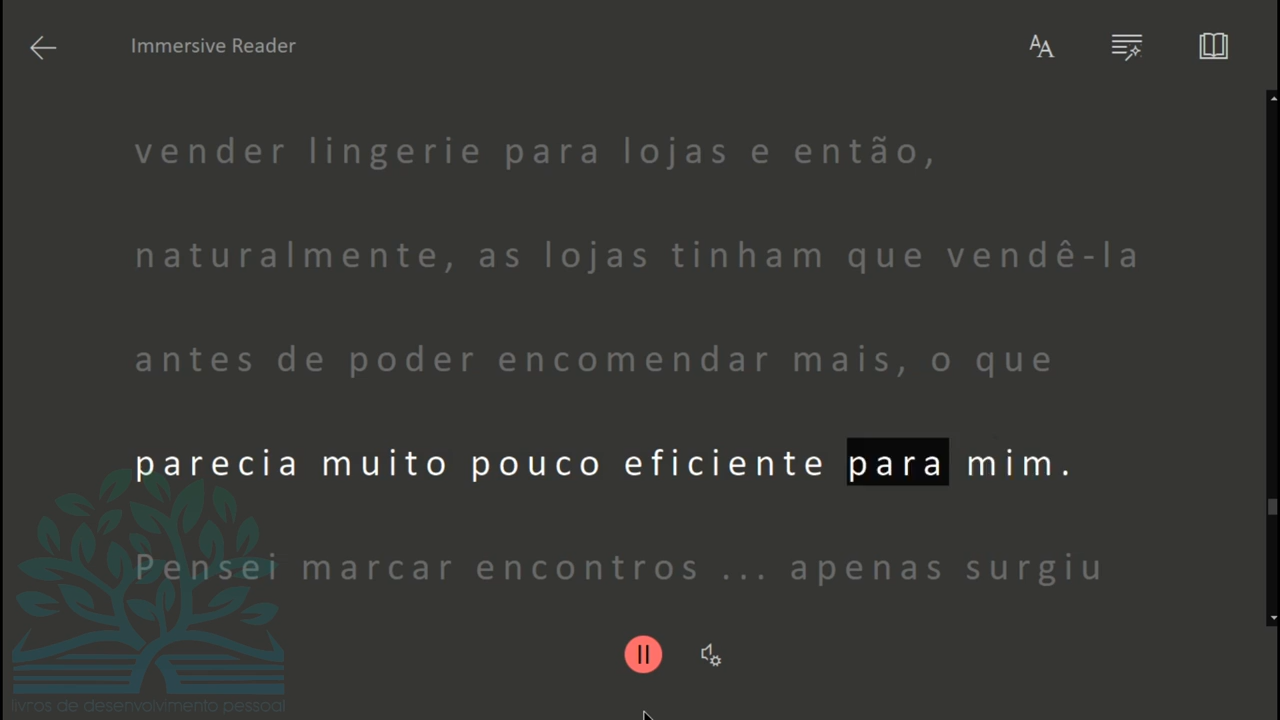 Immersive Reader
vender lingerie para lojas e então,
naturalmente, as lojas tinham que vendê-la
antes de poder encomendar mais, o que
parecia muito pouco eficiente para mim.
Pensei marcar encontros ... apenas surgiu
livros de desenvolvimento pessoal